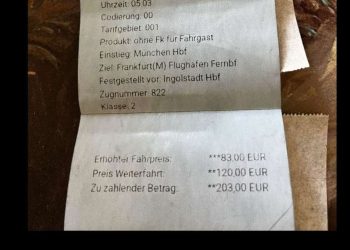 Uhrzeit: 05:03
Codierung: 00
Tarifgebiet: 001
Produkt: ohne Fk für Fahrgast
Einstieg: München Hbf
Ziel: Frankfurt(M) Flughafen Fernbf
Festgestellt vor: Ingolstadt Hbf
Zugnummer: 822
Klasse: 2
Erhöhter Fahrpreis: ***83,00 EUR
Preis Weiterfahrt: **120,00 EUR
Zu zahlender Betrag: **203,00 EUR